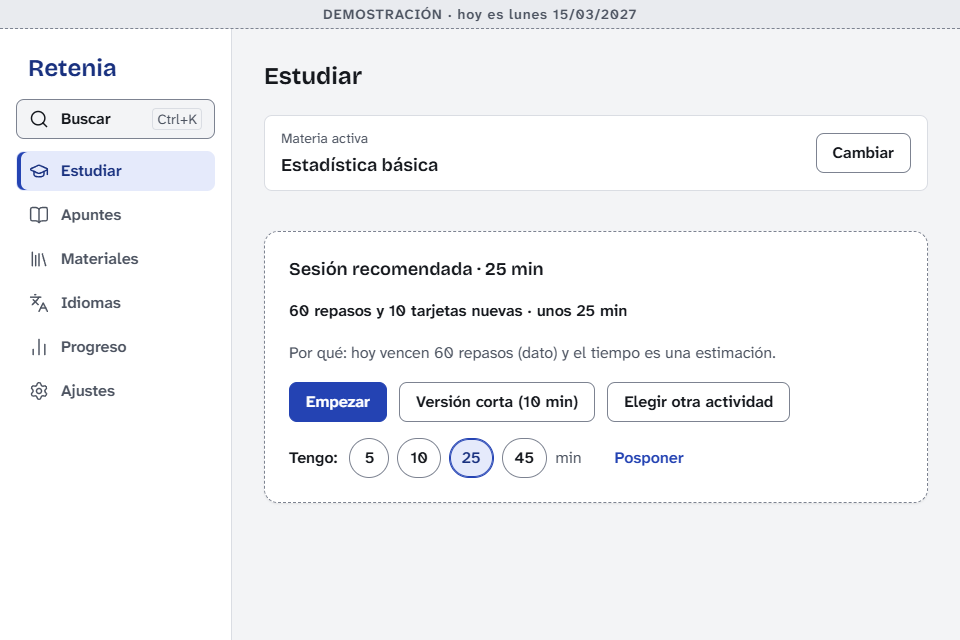 DEMOSTRACIÓN · hoy es lunes 15/03/2027
Retenia
Buscar Ctrl+K
Estudiar
Apuntes
Materiales
Idiomas
Progreso
Ajustes
Estudiar
Materia activa
Estadística básica
Cambiar
Sesión recomendada · 25 min
60 repasos y 10 tarjetas nuevas · unos 25 min
Por qué: hoy vencen 60 repasos (dato) y el tiempo es una estimación.
Empezar Versión corta (10 min) Elegir otra actividad
Tengo: 5 10 25 45 min Posponer